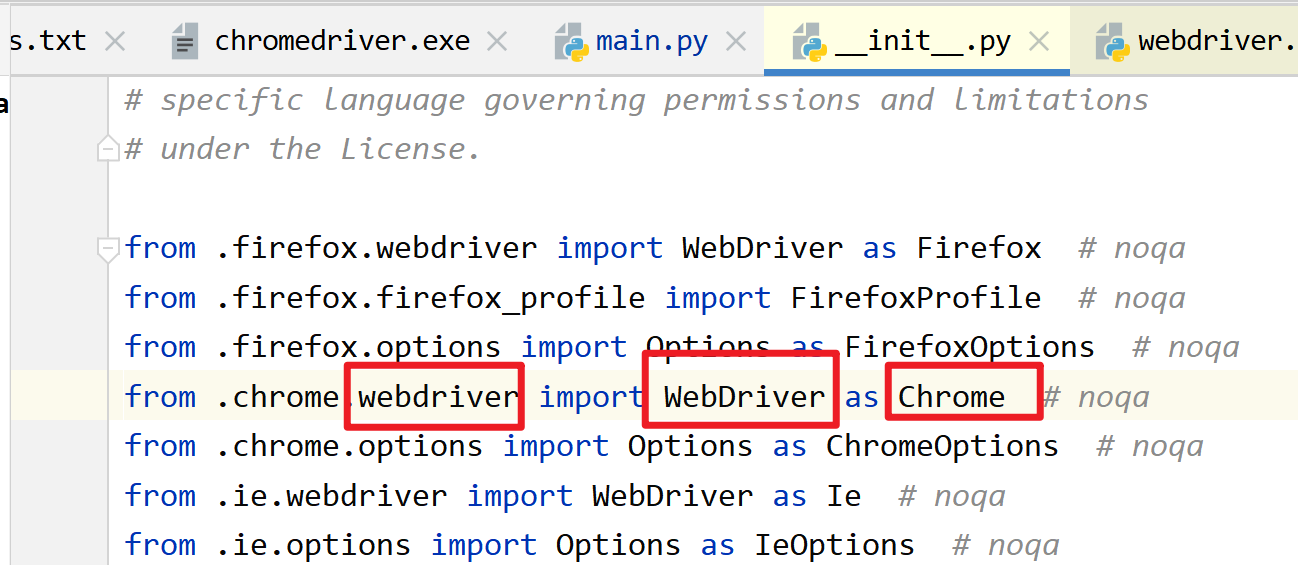 s.txt chromedriver.exe main.py __init__.py webdriver.
a
# specific language governing permissions and limitations
# under the License.
from .firefox.webdriver import WebDriver as Firefox  # noqa
from .firefox.firefox_profile import FirefoxProfile  # noqa
from .firefox.options import Options as FirefoxOptions  # noqa
from .chrome.webdriver import WebDriver as Chrome  # noqa
from .chrome.options import Options as ChromeOptions  # noqa
from .ie.webdriver import WebDriver as Ie  # noqa
from .ie.options import Options as IeOptions  # noqa